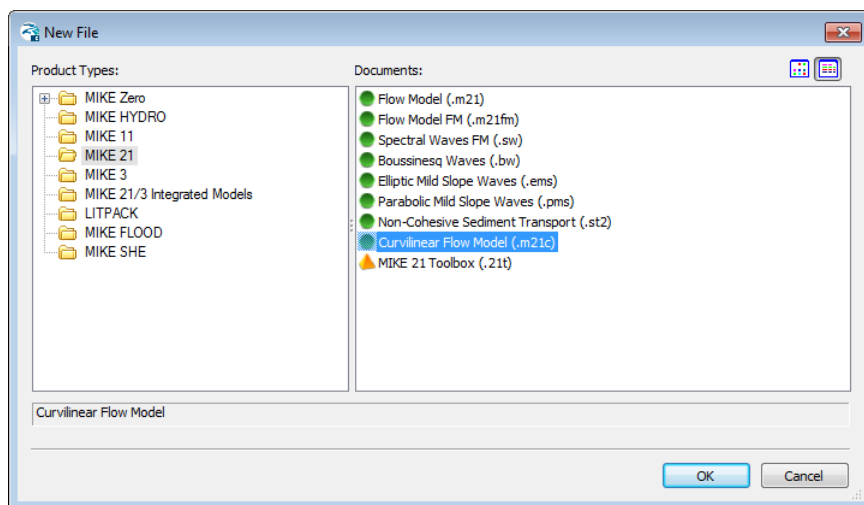 New File
Product Types:
Documents:
MIKE Zero
MIKE HYDRO
MIKE 11
MIKE 21
MIKE 3
MIKE 21/3 Integrated Models
LITPACK
MIKE FLOOD
MIKE SHE
Flow Model (.m21)
Flow Model FM (.m21fm)
Spectral Waves FM (.sw)
Boussinesq Waves (.bw)
Elliptic Mild Slope Waves (.ems)
Parabolic Mild Slope Waves (.pms)
Non-Cohesive Sediment Transport (.st2)
Curvilinear Flow Model (.m21c)
MIKE 21 Toolbox (.21t)
Curvilinear Flow Model
OK
Cancel